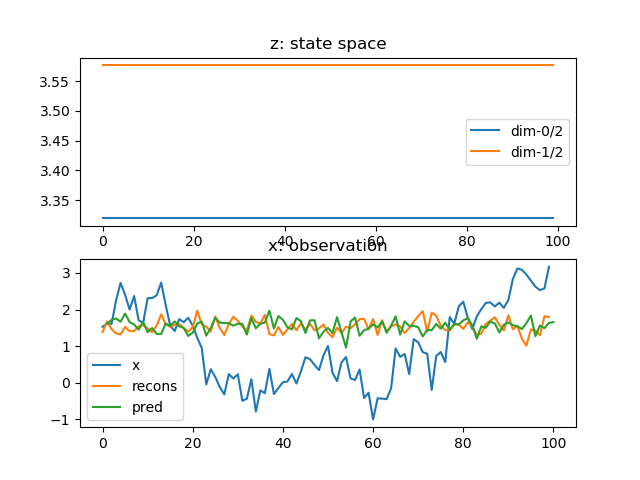 z: state space
3.55
3.50
3.45
3.40
3.35
dim-0/2
dim-1/2
0 20 40 60 80 100
x: observation
3
2
1
0
−1
x
recons
pred
0 20 40 60 80 100